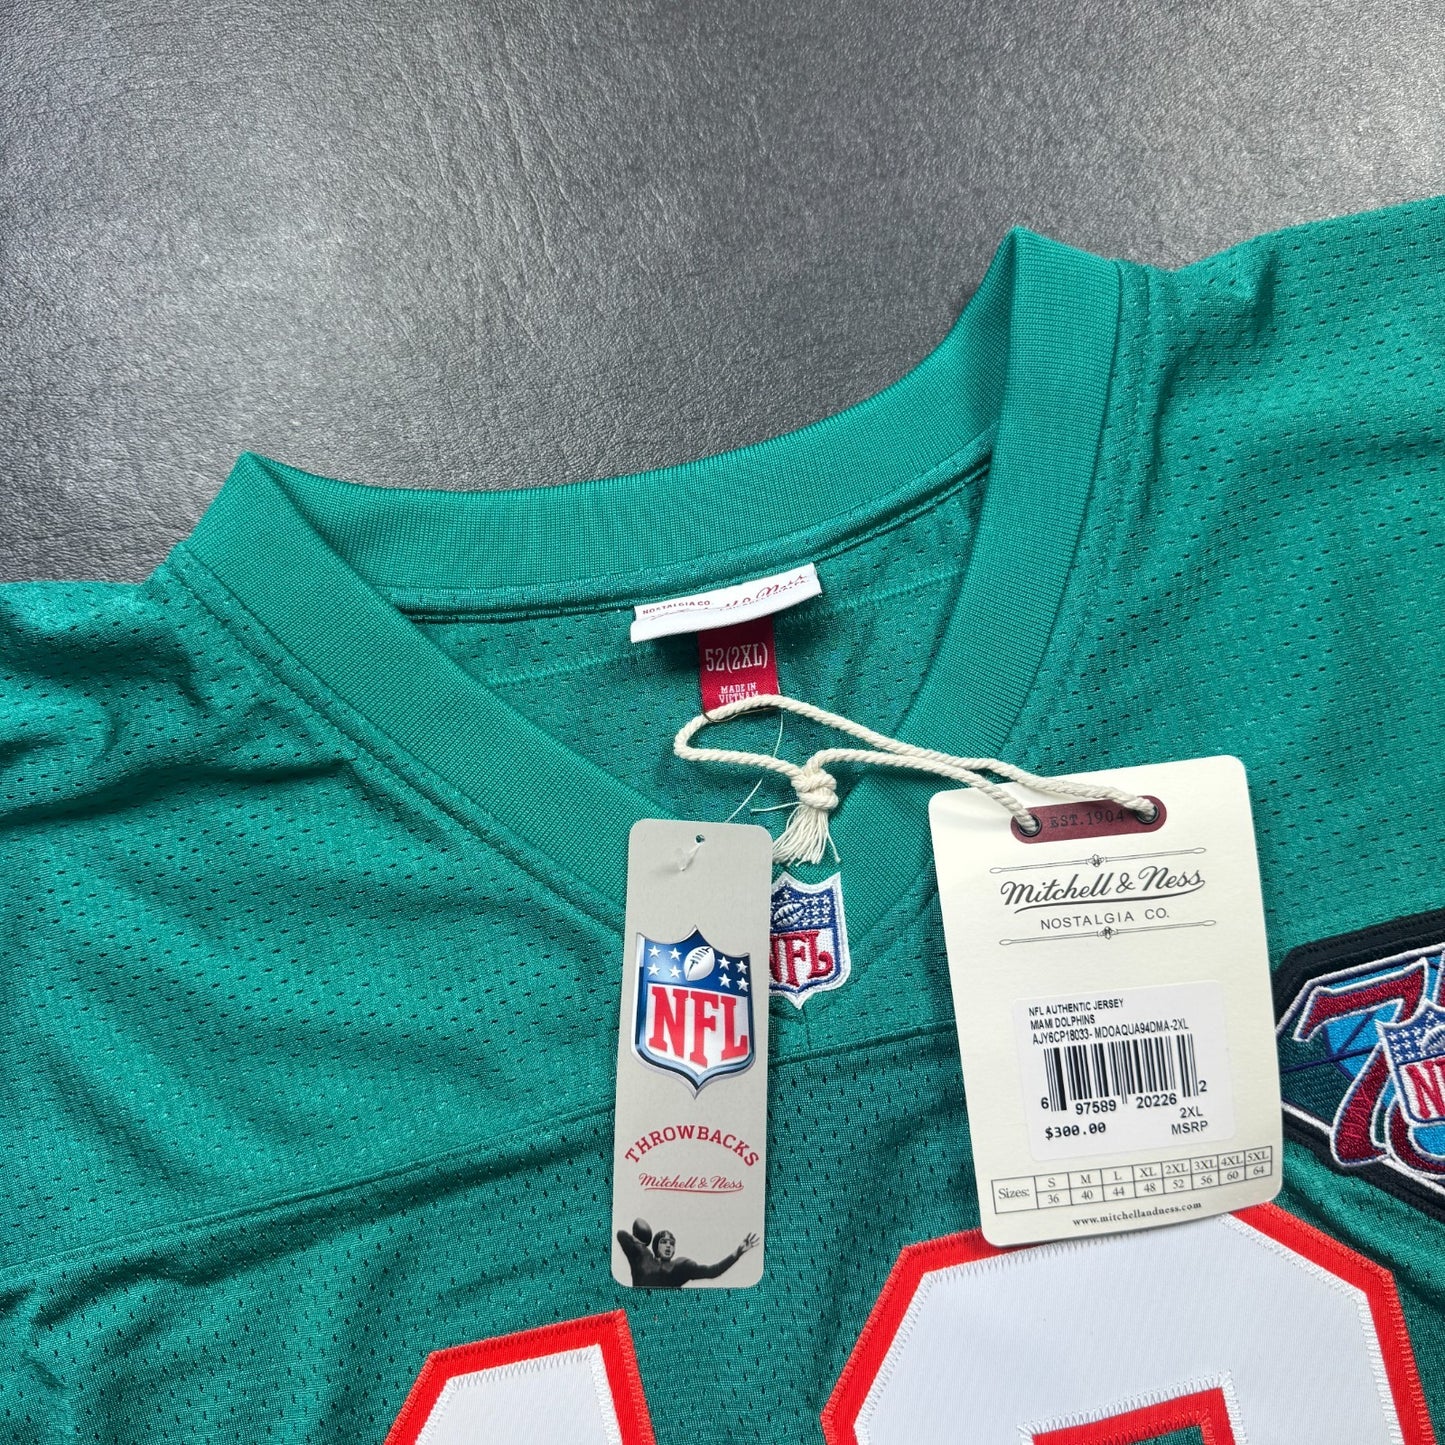 NOSTALGIA CO.
52(2XL)
MADE IN
VIETNAM
EST.1904
Mitchell & Ness
NOSTALGIA CO.
NFL AUTHENTIC JERSEY
MIAMI DOLPHINS
AJY6CP18033- MDOAQUA94DMA-2XL
6 97589 20226 2
2XL
$300.00 MSRP
Sizes: S M L XL 2XL 3XL 4XL 5XL
36 40 44 48 52 56 60 64
www.mitchellandness.com
NFL
NFL
THROWBACKS
Mitchell & Ness
75
NFL